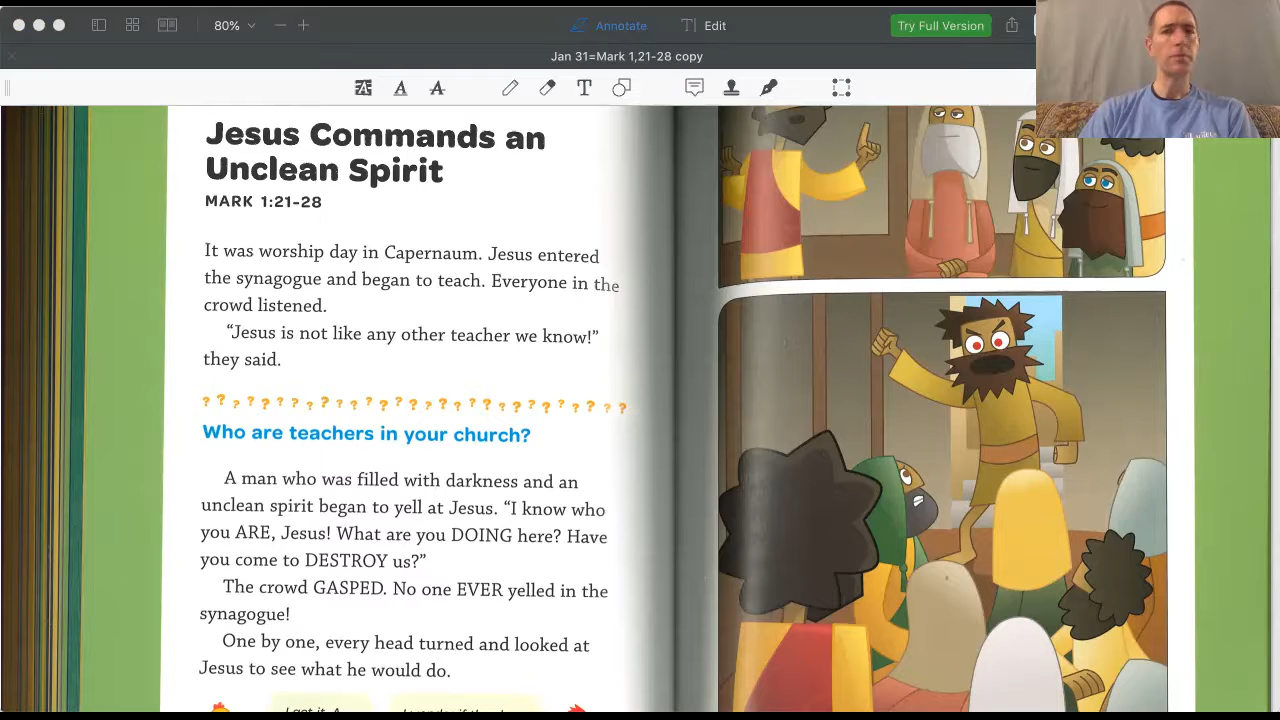 80%
Annotate
Edit
Try Full Version
Jan 31=Mark 1,21-28 copy
Jesus Commands an
Unclean Spirit
MARK 1:21-28
It was worship day in Capernaum. Jesus entered
the synagogue and began to teach. Everyone in the
crowd listened.
“Jesus is not like any other teacher we know!”
they said.
Who are teachers in your church?
A man who was filled with darkness and an
unclean spirit began to yell at Jesus. “I know who
you ARE, Jesus! What are you DOING here? Have
you come to DESTROY us?”
The crowd GASPED. No one EVER yelled in the
synagogue!
One by one, every head turned and looked at
Jesus to see what he would do.